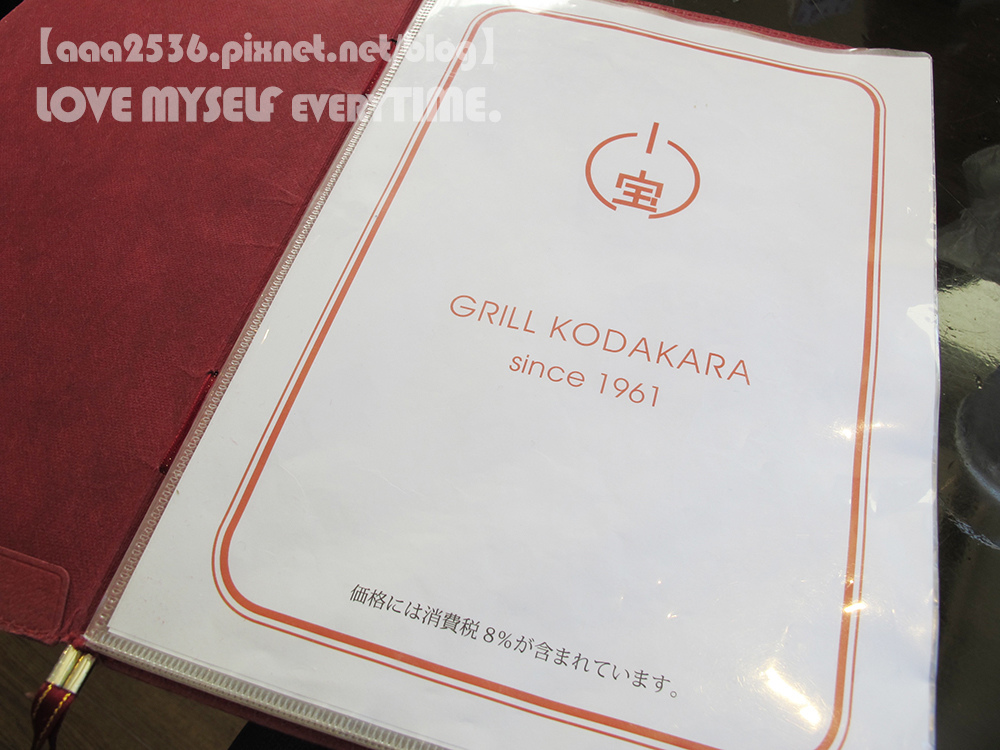 【aaa2536.pixnet.net/blog】
LOVE MYSELF EVERYTIME.
小宝
GRILL KODAKARA
since 1961
価格には消費税8%が含まれています。